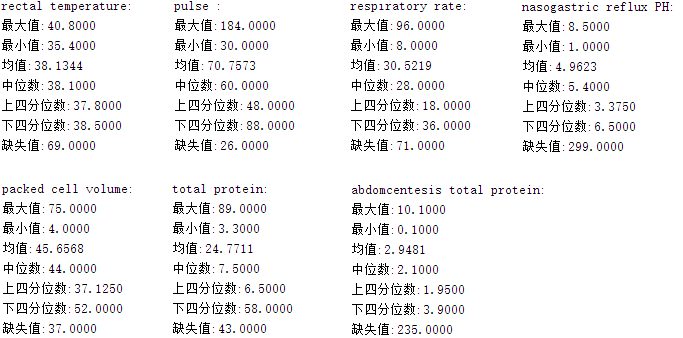 rectal temperature:
最大值:40.8000
最小值:35.4000
均值:38.1344
中位数:38.1000
上四分位数:37.8000
下四分位数:38.5000
缺失值:69.0000
pulse :
最大值:184.0000
最小值:30.0000
均值:70.7573
中位数:60.0000
上四分位数:48.0000
下四分位数:88.0000
缺失值:26.0000
respiratory rate:
最大值:96.0000
最小值:8.0000
均值:30.5219
中位数:28.0000
上四分位数:18.0000
下四分位数:36.0000
缺失值:71.0000
nasogastric reflux PH:
最大值:8.5000
最小值:1.0000
均值:4.9623
中位数:5.4000
上四分位数:3.3750
下四分位数:6.5000
缺失值:299.0000
packed cell volume:
最大值:75.0000
最小值:4.0000
均值:45.6568
中位数:44.0000
上四分位数:37.1250
下四分位数:52.0000
缺失值:37.0000
total protein:
最大值:89.0000
最小值:3.3000
均值:24.7711
中位数:7.5000
上四分位数:6.5000
下四分位数:58.0000
缺失值:43.0000
abdomcentesis total protein:
最大值:10.1000
最小值:0.1000
均值:2.9481
中位数:2.1000
上四分位数:1.9500
下四分位数:3.9000
缺失值:235.0000